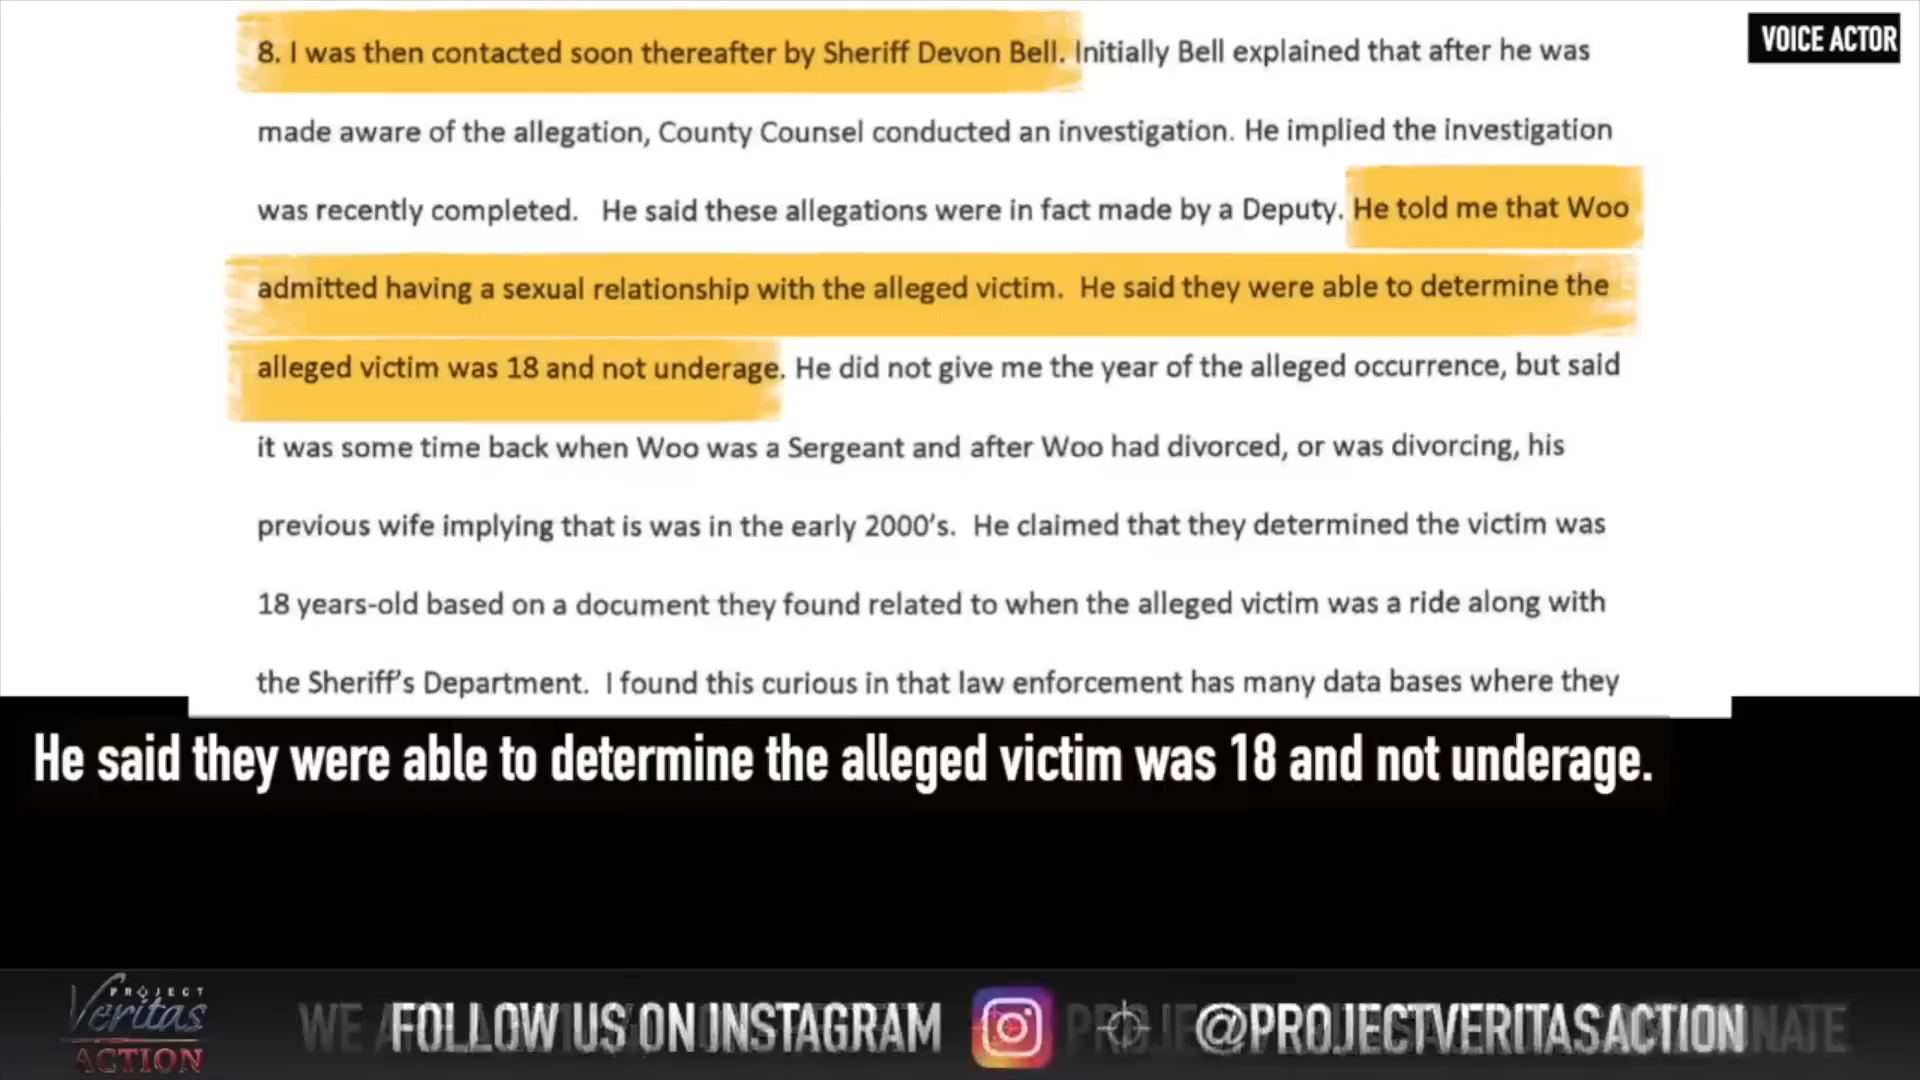 VOICE ACTOR
8. I was then contacted soon thereafter by Sheriff Devon Bell. Initially Bell explained that after he was
made aware of the allegation, County Counsel conducted an investigation. He implied the investigation
was recently completed. He said these allegations were in fact made by a Deputy. He told me that Woo
admitted having a sexual relationship with the alleged victim. He said they were able to determine the
alleged victim was 18 and not underage. He did not give me the year of the alleged occurrence, but said
it was some time back when Woo was a Sergeant and after Woo had divorced, or was divorcing, his
previous wife implying that is was in the early 2000's. He claimed that they determined the victim was
18 years-old based on a document they found related to when the alleged victim was a ride along with
the Sheriff's Department. I found this curious in that law enforcement has many data bases where they
He said they were able to determine the alleged victim was 18 and not underage.
PROJECT
Veritas
ACTION
FOLLOW US ON INSTAGRAM @PROJECTVERITASACTION